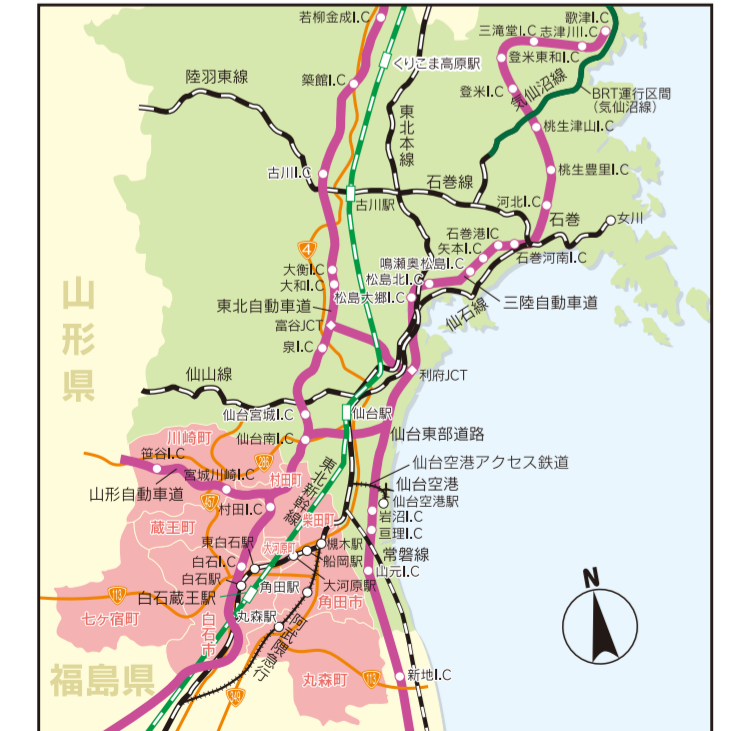 若柳金成I.C
歌津I.C
三滝堂I.C
志津川I.C
くりこま高原駅
登米東和I.C
陸羽東線
築館I.C
登米I.C
気仙沼線
BRT運行区間
(気仙沼線)
東北本線
桃生津山I.C
古川I.C
石巻線
桃生豊里I.C
古川駅
河北I.C
石巻
女川
石巻港IC
4
矢本I.C
石巻河南I.C
鳴瀬奥松島I.C
大衡I.C
松島北I.C
大和I.C
松島大郷I.C
山形県
東北自動車道
仙石線
三陸自動車道
富谷JCT
泉I.C
仙山線
利府JCT
仙台宮城I.C
仙台駅
川崎町
仙台南I.C
仙台東部道路
笹谷I.C
286
仙台空港アクセス鉄道
宮城川崎I.C
村田町
東北新幹線
仙台空港
山形自動車道
457
仙台空港駅
村田I.C
柴田町
岩沼I.C
蔵王町
亘理I.C
東白石駅
大河原町
槻木駅
常磐線
白石I.C
船岡駅
山元I.C
白石駅
角田駅
大河原駅
113
白石蔵王駅
角田市
七ヶ宿町
丸森駅
白石市
阿武隈急行
N
福島県
丸森町
113
新地I.C
349